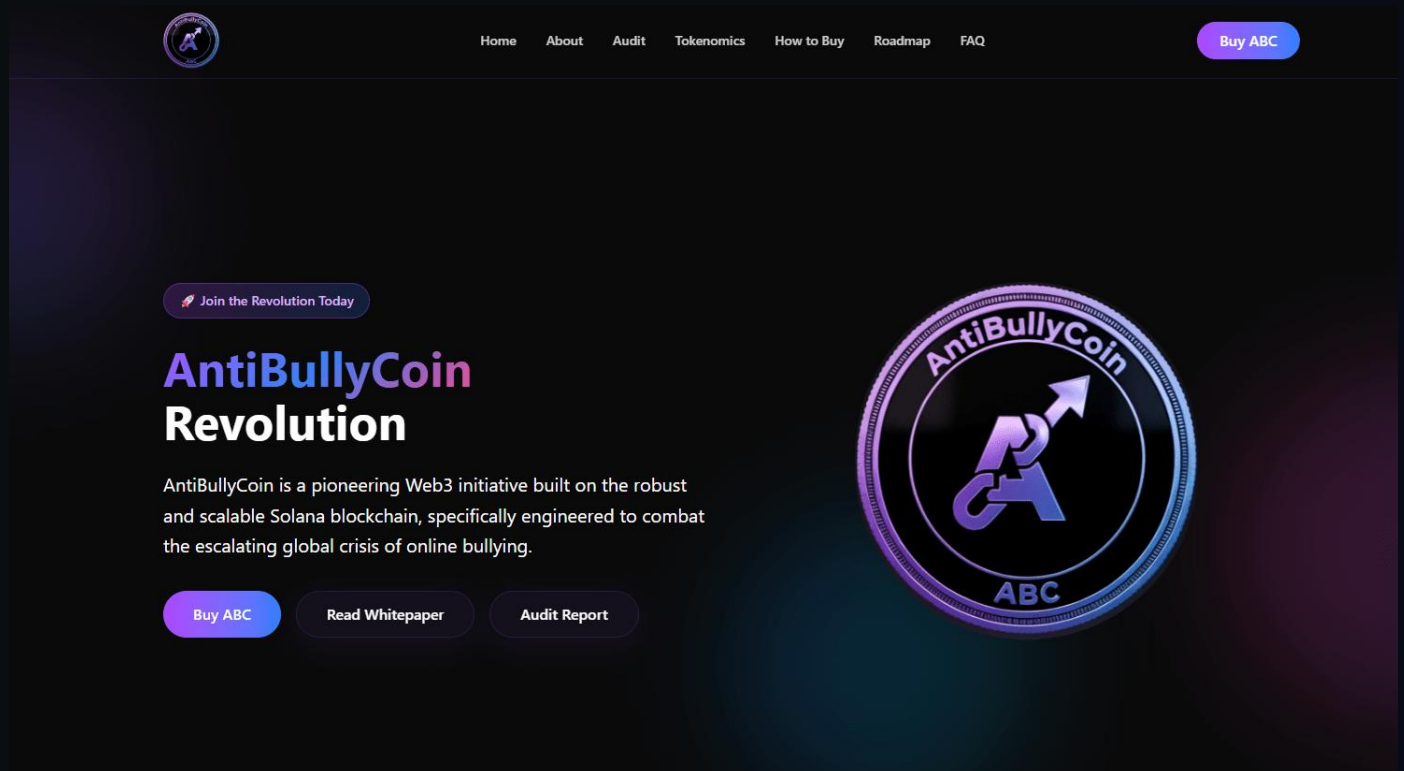 Home About Audit Tokenomics How to Buy Roadmap FAQ
Buy ABC
🚀 Join the Revolution Today
AntiBullyCoin
Revolution
AntiBullyCoin is a pioneering Web3 initiative built on the robust
and scalable Solana blockchain, specifically engineered to combat
the escalating global crisis of online bullying.
Buy ABC Read Whitepaper Audit Report
AntiBullyCoin
ABC